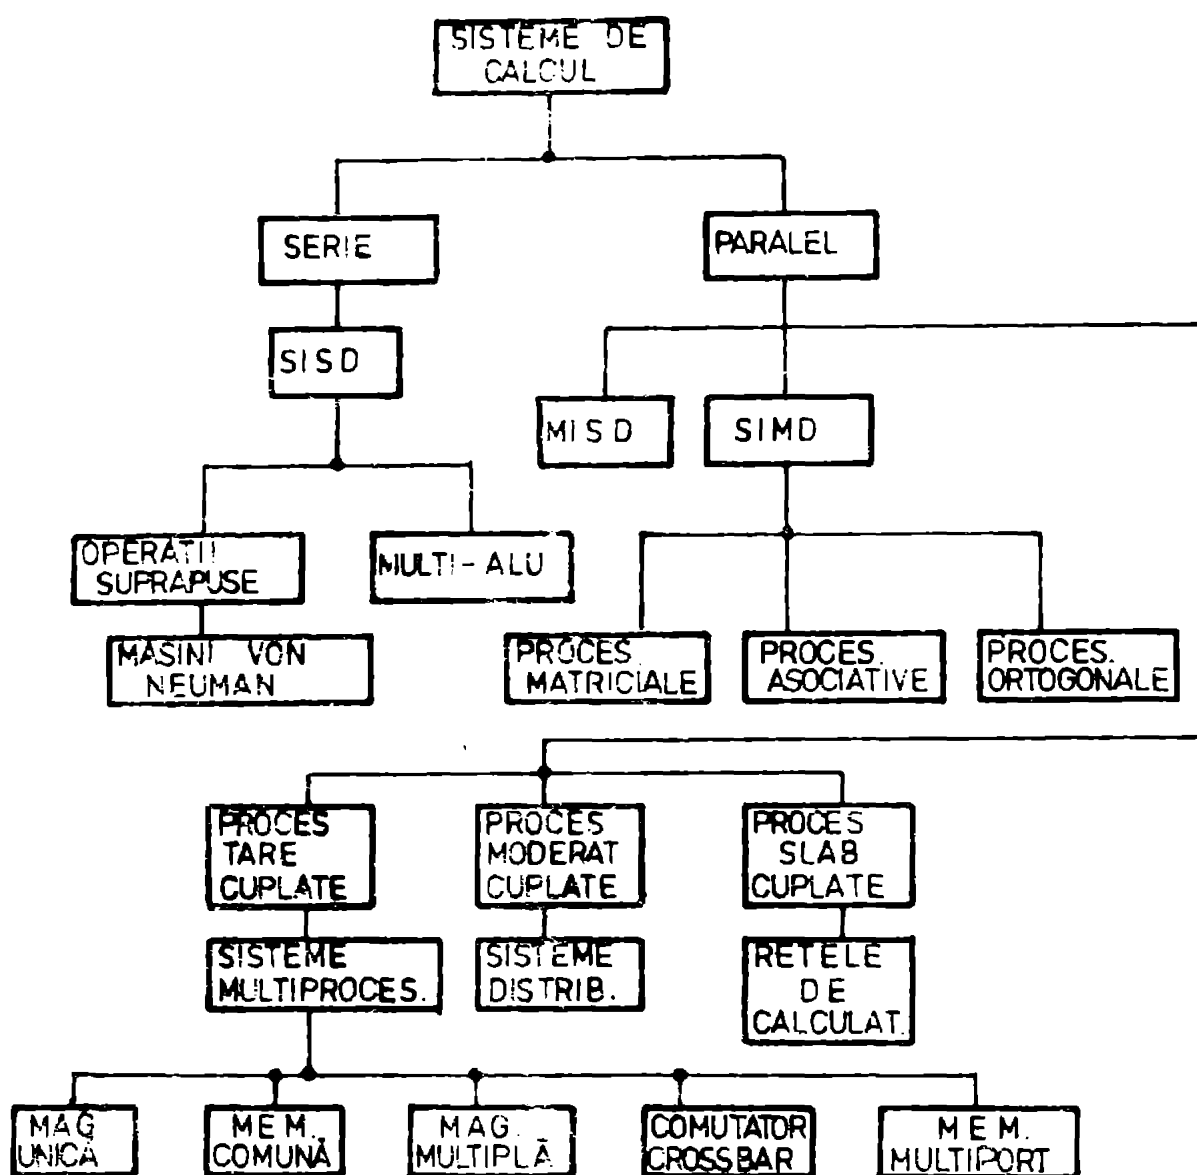 SISTEME DE
CALCUL
SERIE
PARALEL
SISD
MISD
SIMD
OPERATII
SUPRAPUSE
MULTI-ALU
MASINI VON
NEUMAN
PROCES.
MATRICIALE
PROCES.
ASOCIATIVE
PROCES.
ORTOGONALE
PROCES
TARE
CUPLATE
PROCES
MODERAT
CUPLATE
PROCES
SLAB
CUPLATE
SISTEME
MULTIPROCES.
SISTEME
DISTRIB.
RETELE
DE
CALCULAT.
MAG
UNICĂ
MEM.
COMUNĂ
MAG.
MULTIPLĂ
COMUTATOR
CROSSBAR
MEM.
MULTIPORT